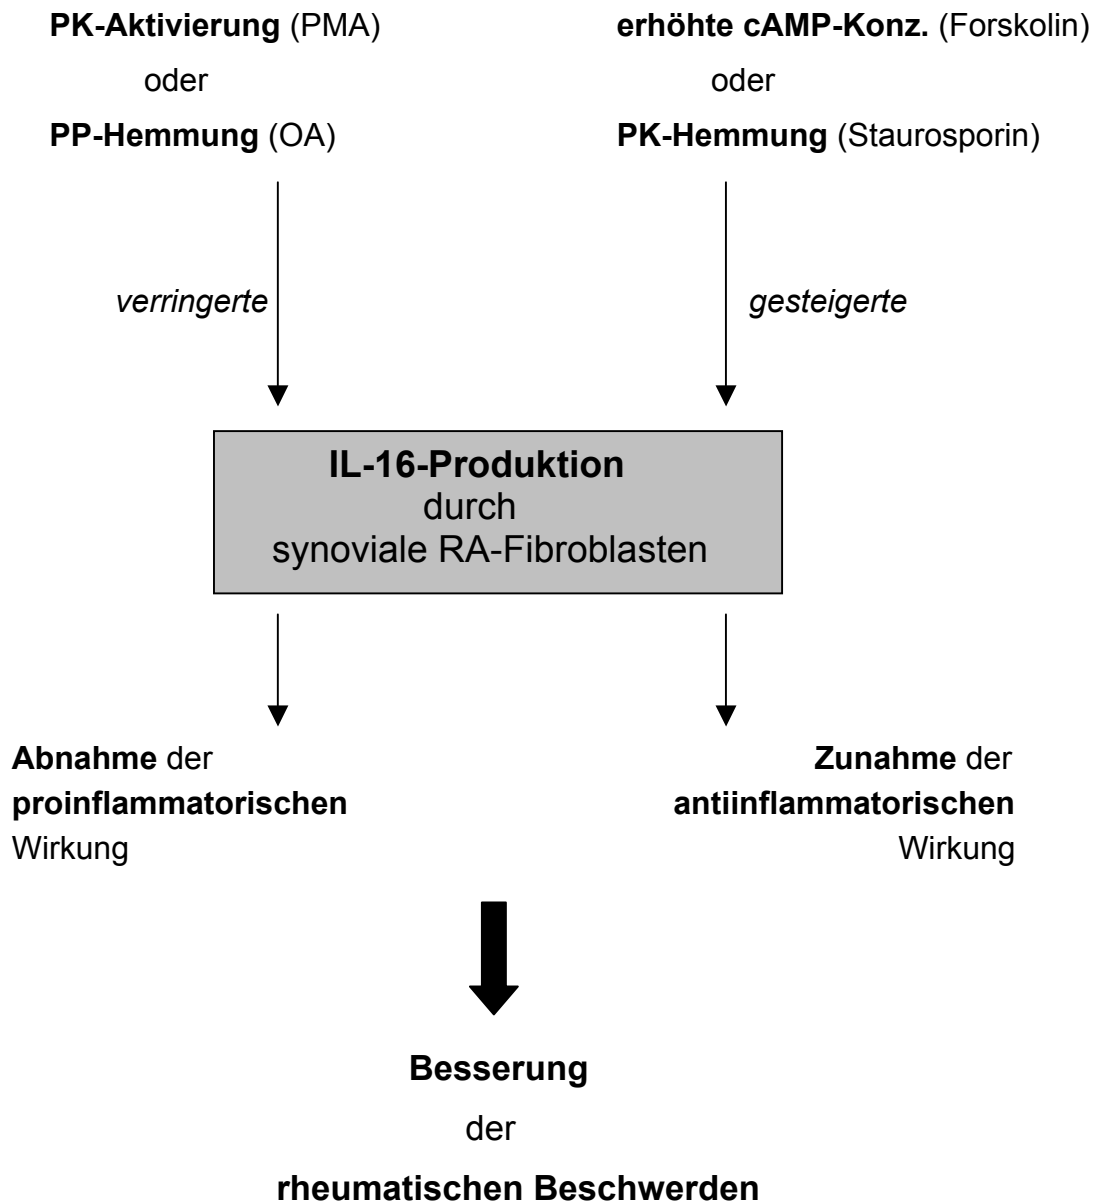 PK-Aktivierung (PMA)
oder
PP-Hemmung (OA)
erhöhte cAMP-Konz. (Forskolin)
oder
PK-Hemmung (Staurosporin)
verringerte
gesteigerte
IL-16-Produktion
durch
synoviale RA-Fibroblasten
Abnahme der
proinflammatorischen
Wirkung
Zunahme der
antiinflammatorischen
Wirkung
Besserung
der
rheumatischen Beschwerden